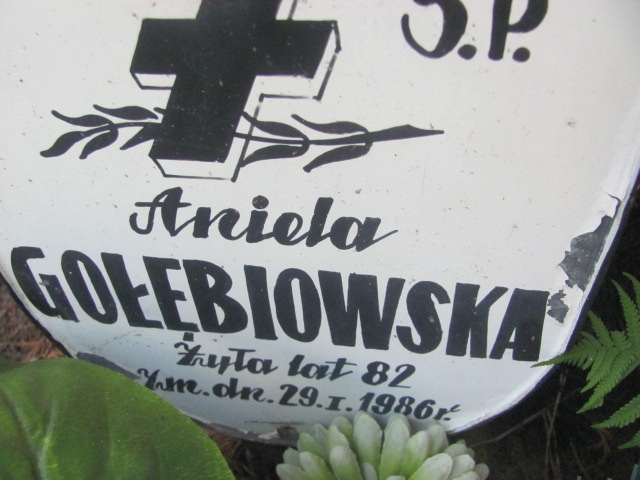 Ś.P.
Aniela
GOŁĘBIOWSKA
Żyła lat 82
Zm. dn. 29.I.1986r.